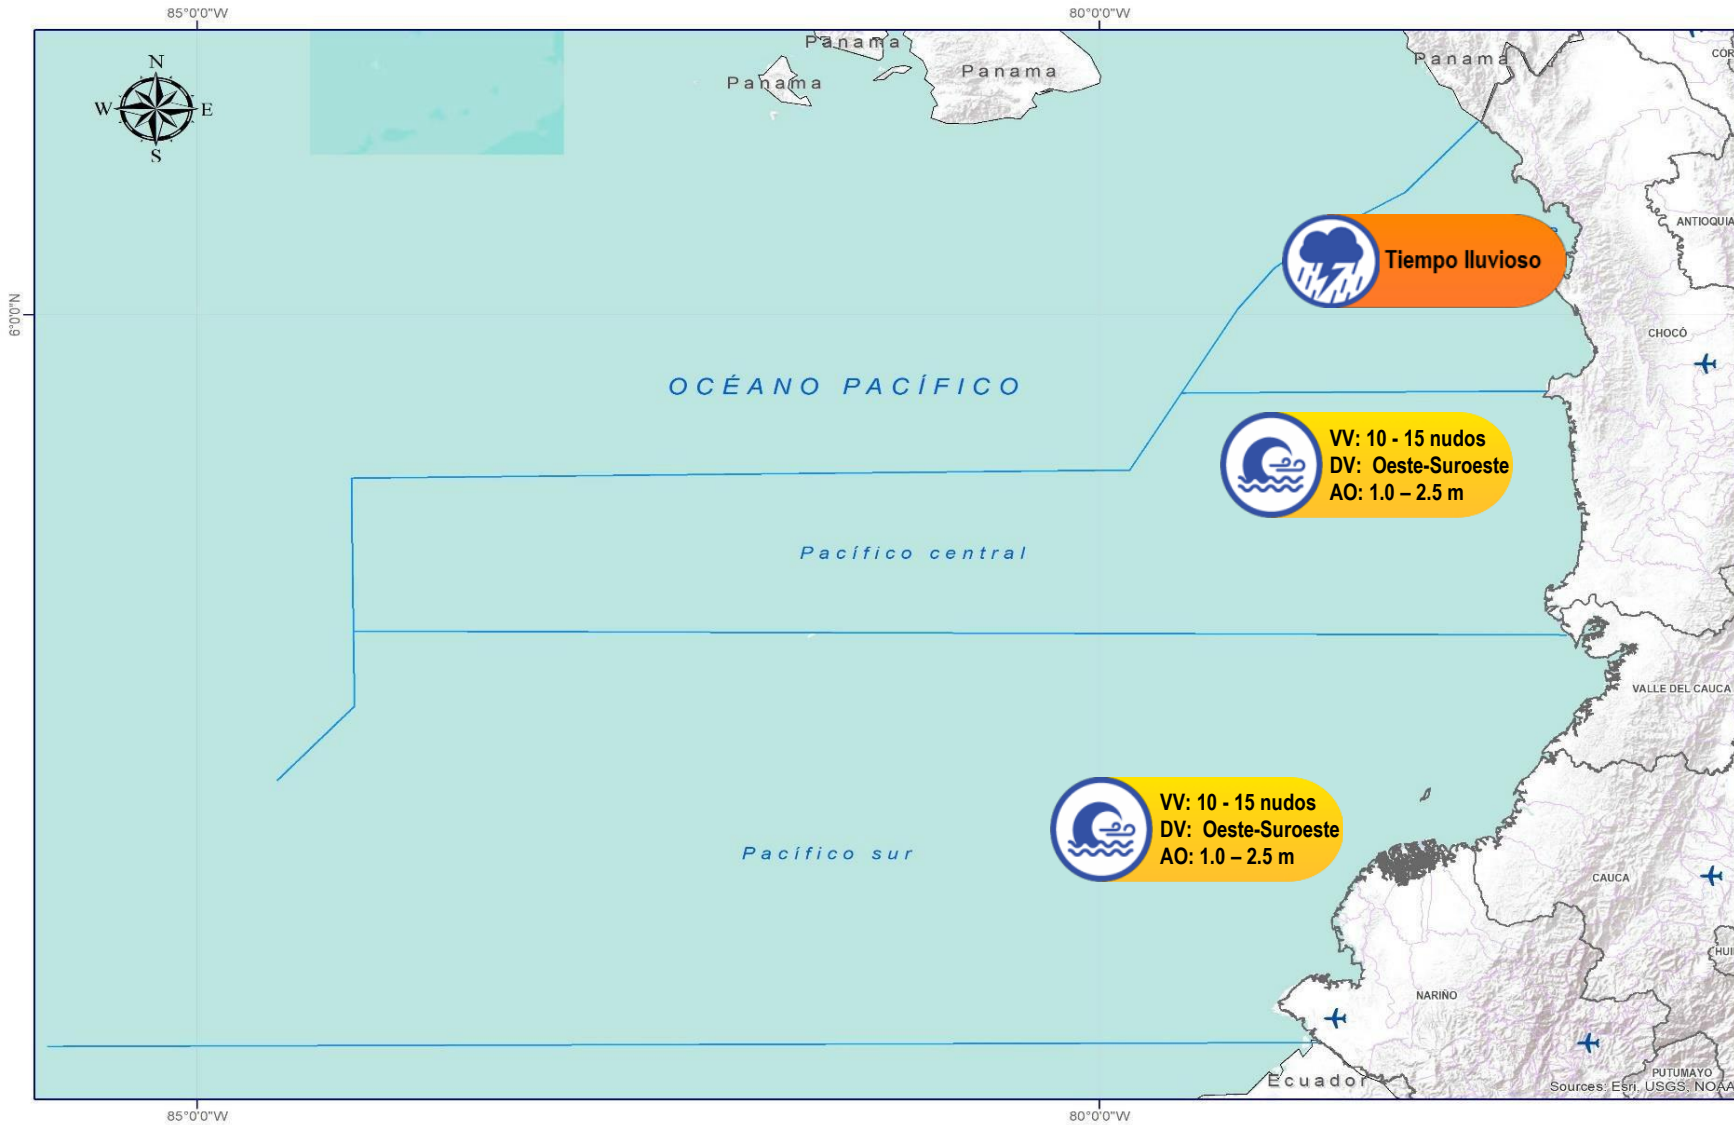 85°0'0"W
80°0'0"W
Panama
Panama
Panama
Panama
COR
N
W
E
S
ANTIOQUIA
Tiempo lluvioso
6°0'0"N
CHOCÓ
OCÉANO PACÍFICO
VV: 10 - 15 nudos
DV: Oeste-Suroeste
AO: 1.0 – 2.5 m
Pacífico central
VALLE DEL CAUCA
VV: 10 - 15 nudos
DV: Oeste-Suroeste
AO: 1.0 – 2.5 m
Pacífico sur
CAUCA
HUI
NARIÑO
PUTUMAYO
Ecuador
Sources: Esri, USGS, NOAA
85°0'0"W
80°0'0"W